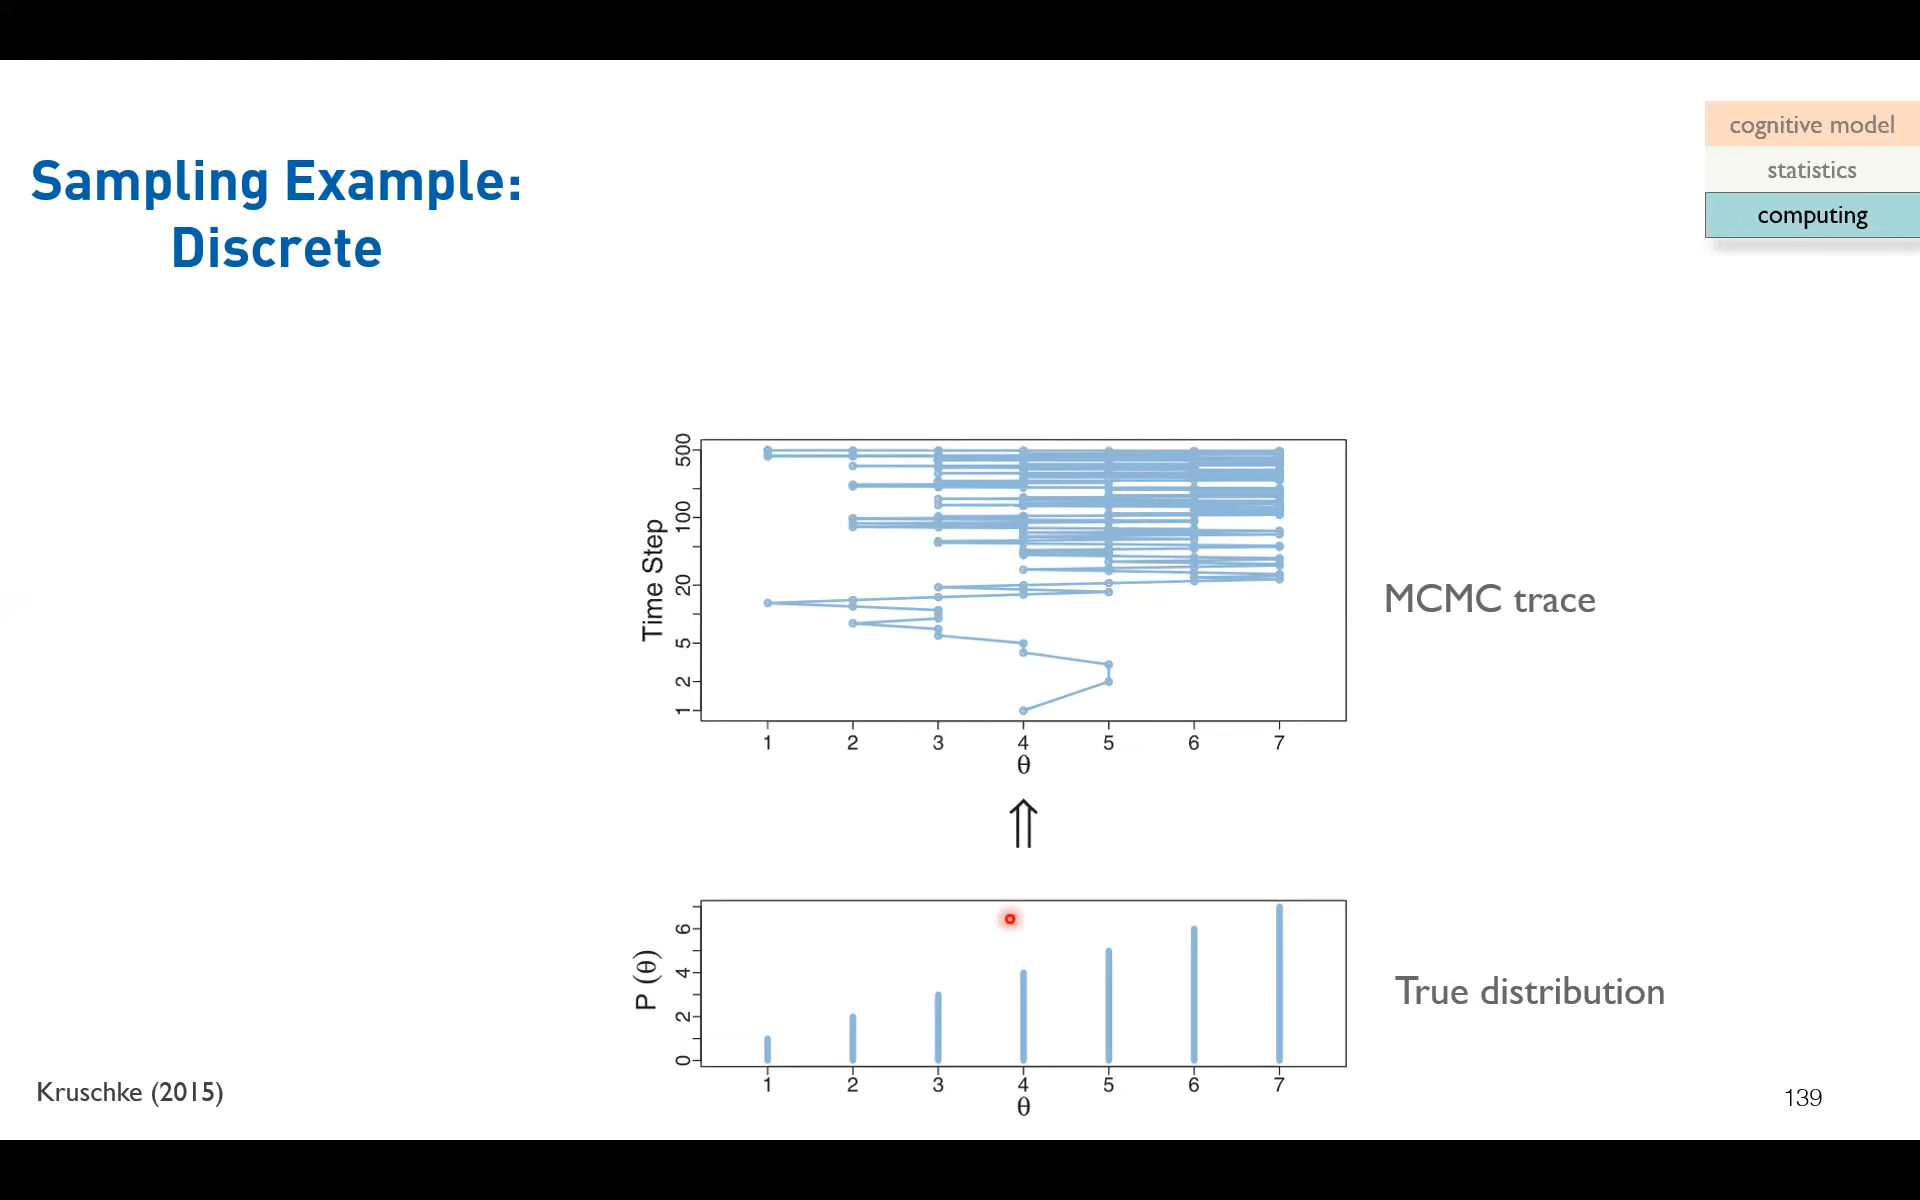 Sampling Example:
Discrete
cognitive model
statistics
computing
Time Step
500
100
20
5
2
1
1 2 3 4 5 6 7
θ
MCMC trace
⇑
P (θ)
6
4
2
0
1 2 3 4 5 6 7
θ
True distribution
Kruschke (2015)
139